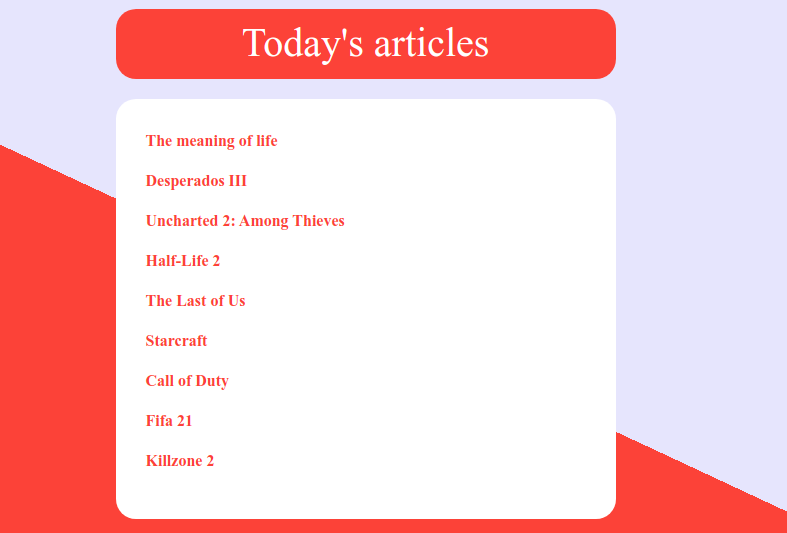 Today's articles
The meaning of life
Desperados III
Uncharted 2: Among Thieves
Half-Life 2
The Last of Us
Starcraft
Call of Duty
Fifa 21
Killzone 2